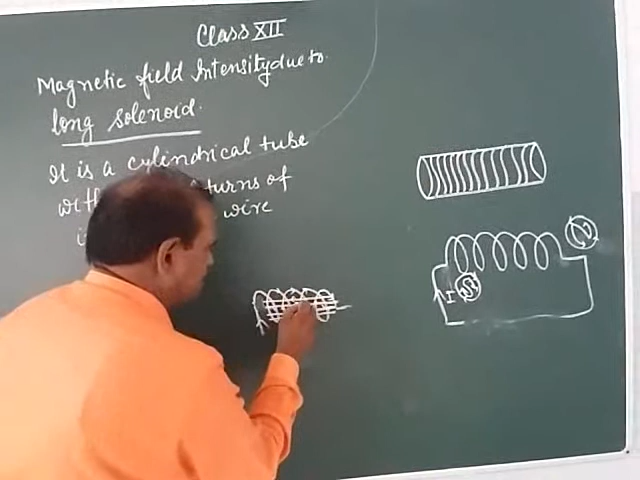 Class XII
Magnetic field Intensity due to
long solenoid.
It is a cylindrical tube
turns of
wire
I
S
N